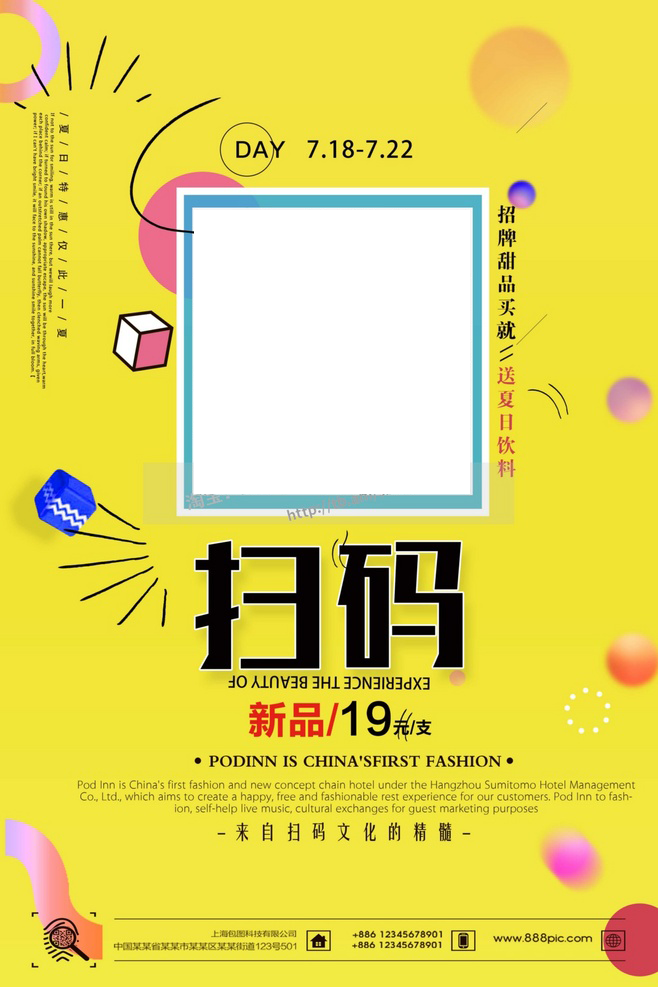 DAY 7.18-7.22
/夏日特惠仅此一夏
招牌甜品买就//送夏日饮料
淘宝
http://
扫码
EXPERIENCE THE BEAUTY OF
新品/19元/支
• PODINN IS CHINA'SFIRST FASHION •
Pod Inn is China's first fashion and new concept chain hotel under the Hangzhou Sumitomo Hotel Management
Co., Ltd., which aims to create a happy, free and fashionable rest experience for our customers. Pod Inn to fash-
ion, self-help live music, cultural exchanges for guest marketing purposes
-来自扫码文化的精髓-
上海包图科技有限公司
中国某某省某某市某某区某某街道123号501
+886 12345678901
+886 12345678901
www.888pic.com